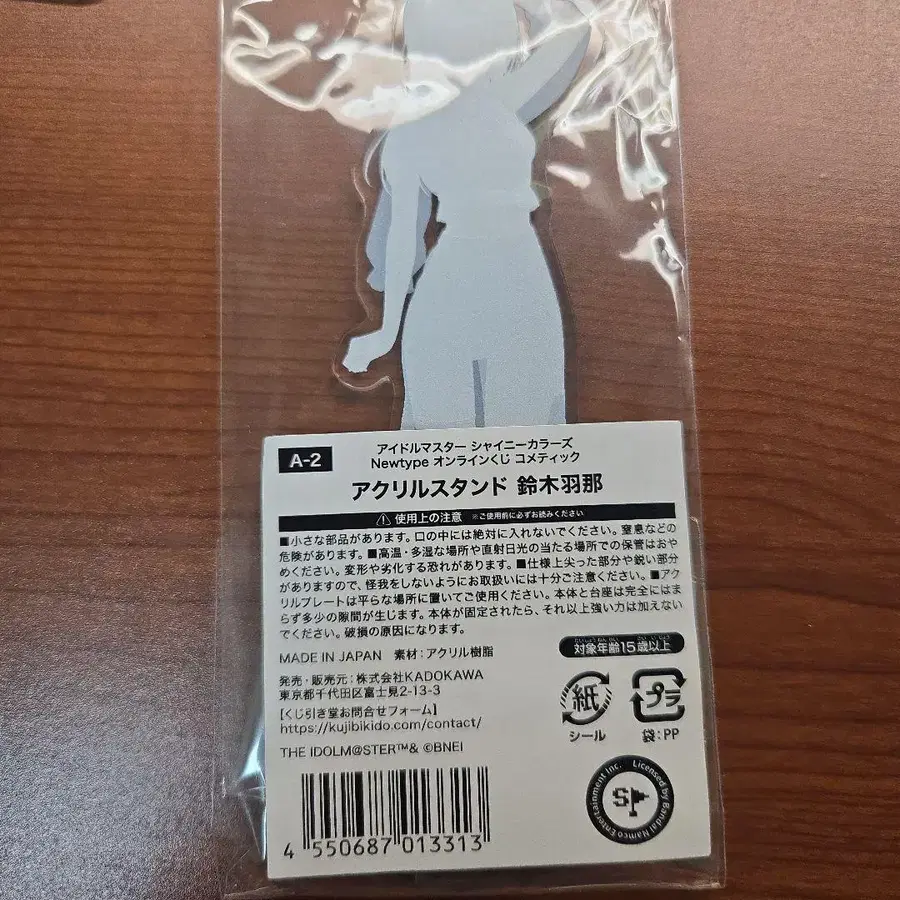 A-2
アイドルマスター シャイニーカラーズ
Newtype オンラインくじ コメティック
アクリルスタンド 鈴木羽那
使用上の注意 ※ご使用前に必ずお読みください
■小さな部品があります。口の中には絶対に入れないでください。窒息などの
危険があります。■高温・多湿な場所や直射日光の当たる場所での保管はおや
めください。変形や劣化する恐れがあります。■仕様上尖った部分や鋭い部分
がありますので、怪我をしないようにお取扱いには十分ご注意ください。■アク
リルプレートは平らな場所に置いてご使用ください。本体と台座は完全にはま
らず多少の隙間が生じます。本体が固定されたら、それ以上強い力は加えない
でください。破損の原因になります。
MADE IN JAPAN 素材：アクリル樹脂
たいしょうねんれい さいいじょう
対象年齢15歳以上
発売・販売元：株式会社KADOKAWA
東京都千代田区富士見2-13-3
【くじ引き堂お問合せフォーム】
https://kujibikido.com/contact/
紙
シール
プラ
袋：PP
THE IDOLM@STER™& ©BNEI
Licensed by Bandai Namco Entertainment Inc.
4 550687 013313